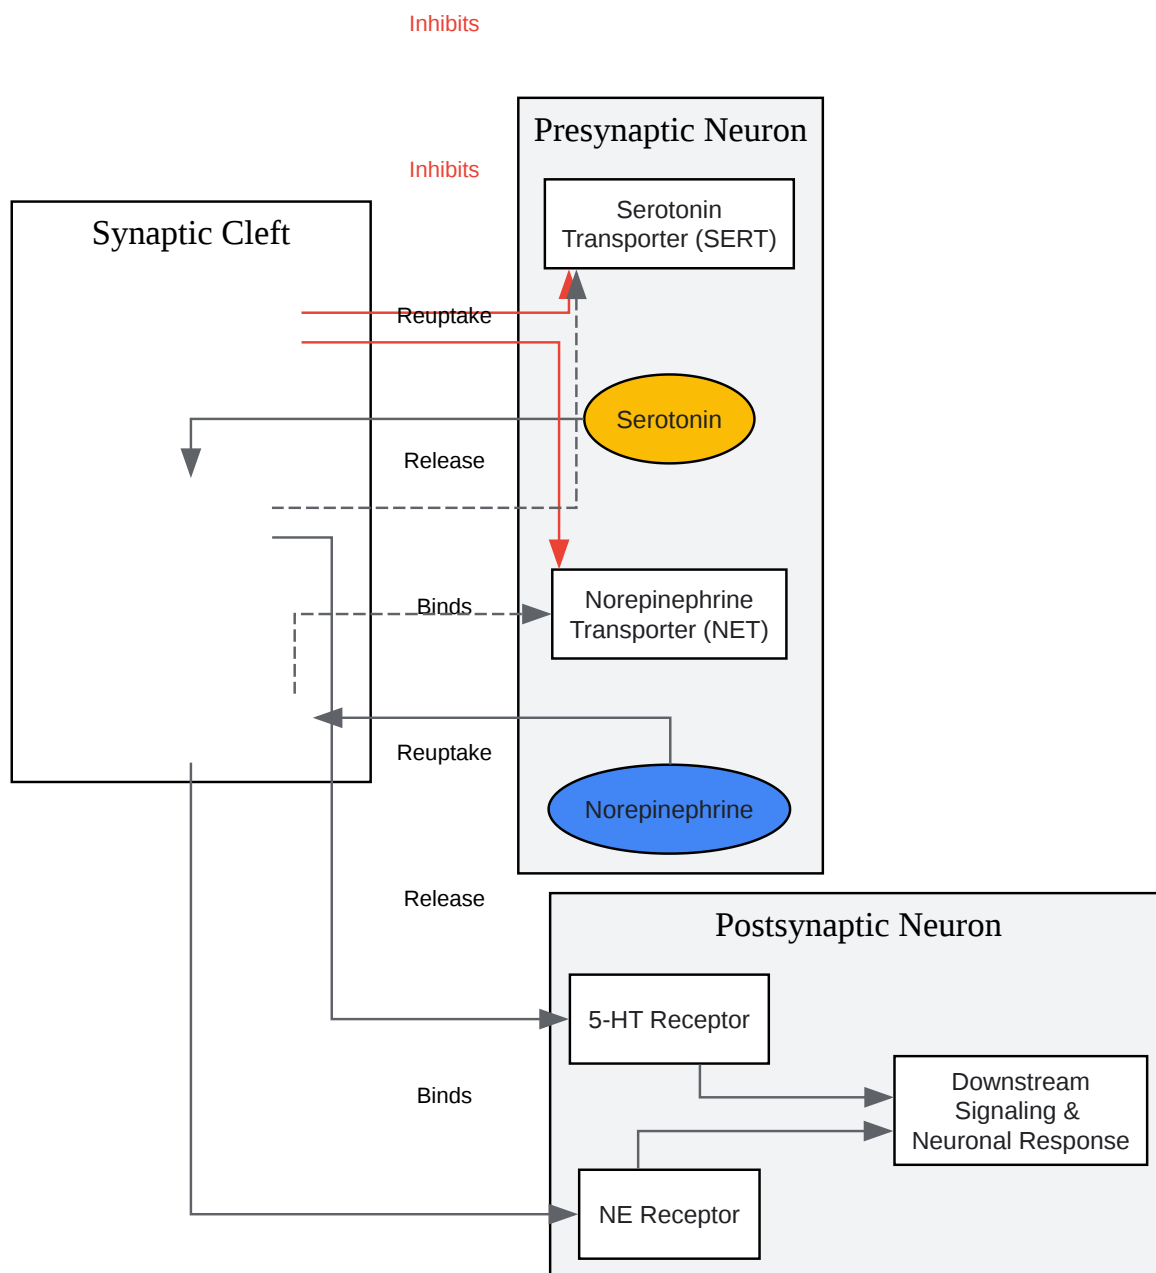 Inhibits
Presynaptic Neuron
Inhibits
Serotonin
Transporter (SERT)
Synaptic Cleft
Reuptake
Serotonin
Release
Binds
Norepinephrine
Transporter (NET)
Reuptake
Norepinephrine
Release
Postsynaptic Neuron
5-HT Receptor
Binds
Downstream
Signaling &
Neuronal Response
NE Receptor